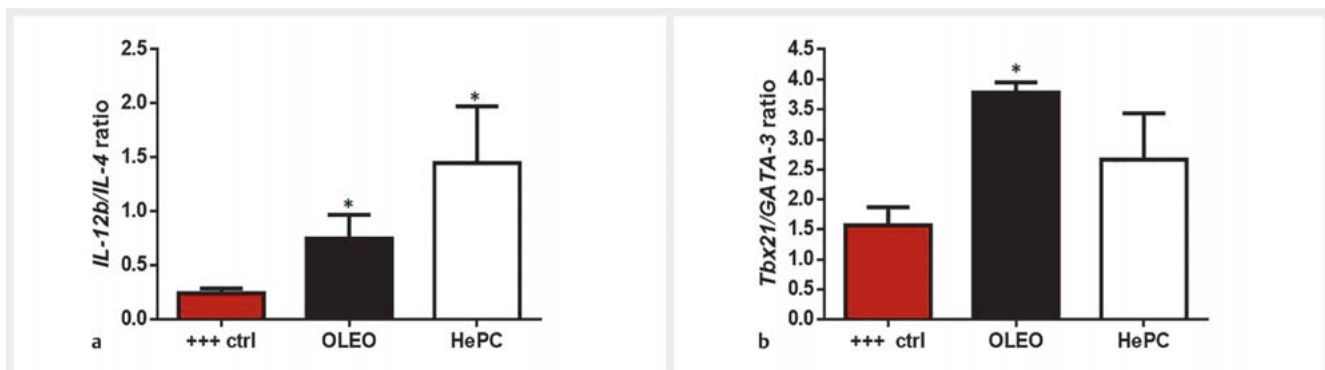 IL-12b/IL-4 ratio
2.5
2.0
1.5
1.0
0.5
0.0
*
*
+++ ctrl
OLEO
HePC
a
Tbx21/GATA-3 ratio
4.5
4.0
3.5
3.0
2.5
2.0
1.5
1.0
0.5
0.0
*
+++ ctrl
OLEO
HePC
b